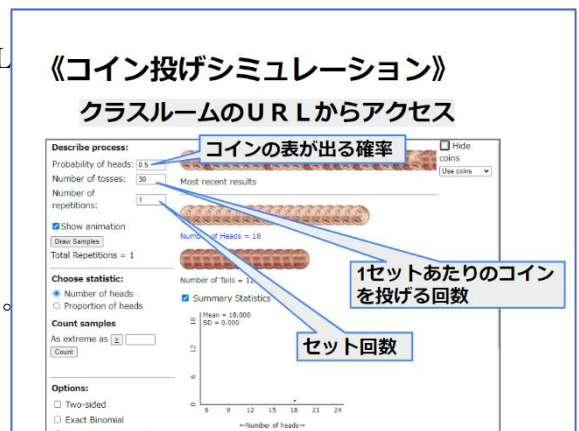 L
《コイン投げシミュレーション》
クラスルームのＵＲＬからアクセス
Describe process:
コインの表が出る確率
Hide coins
Probability of heads: 0.5
Use coins
Number of tosses: 30
Most recent results
Number of repetitions: 1
Show animation
Draw Samples
Number of Heads = 18
Total Repetitions = 1
1セットあたりのコインを投げる回数
Choose statistic:
Number of Tails = 12
Number of heads
Summary Statistics
Proportion of heads
Mean = 18.000
SD = 0.000
Count samples
As extreme as ≥
Count
セット回数
18
12
6
0
Options:
Two-sided
Exact Binomial
6 9 12 15 18 21 24
←Number of heads→
。